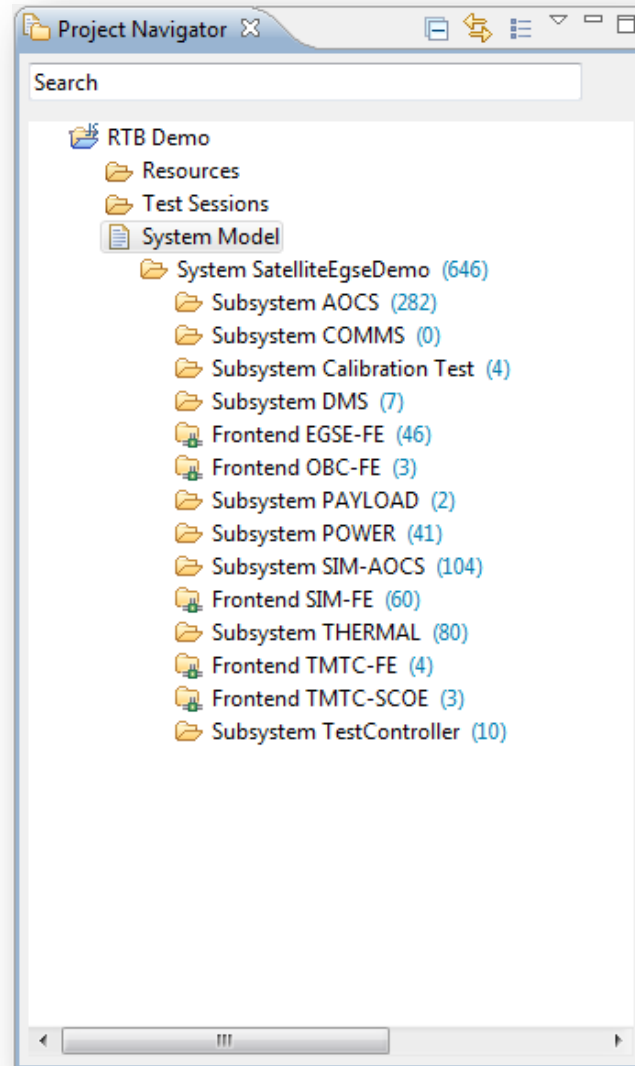 Project Navigator
Search
RTB Demo
Resources
Test Sessions
System Model
System SatelliteEgseDemo (646)
Subsystem AOCS (282)
Subsystem COMMS (0)
Subsystem Calibration Test (4)
Subsystem DMS (7)
Frontend EGSE-FE (46)
Frontend OBC-FE (3)
Subsystem PAYLOAD (2)
Subsystem POWER (41)
Subsystem SIM-AOCS (104)
Frontend SIM-FE (60)
Subsystem THERMAL (80)
Frontend TMTC-FE (4)
Frontend TMTC-SCOE (3)
Subsystem TestController (10)